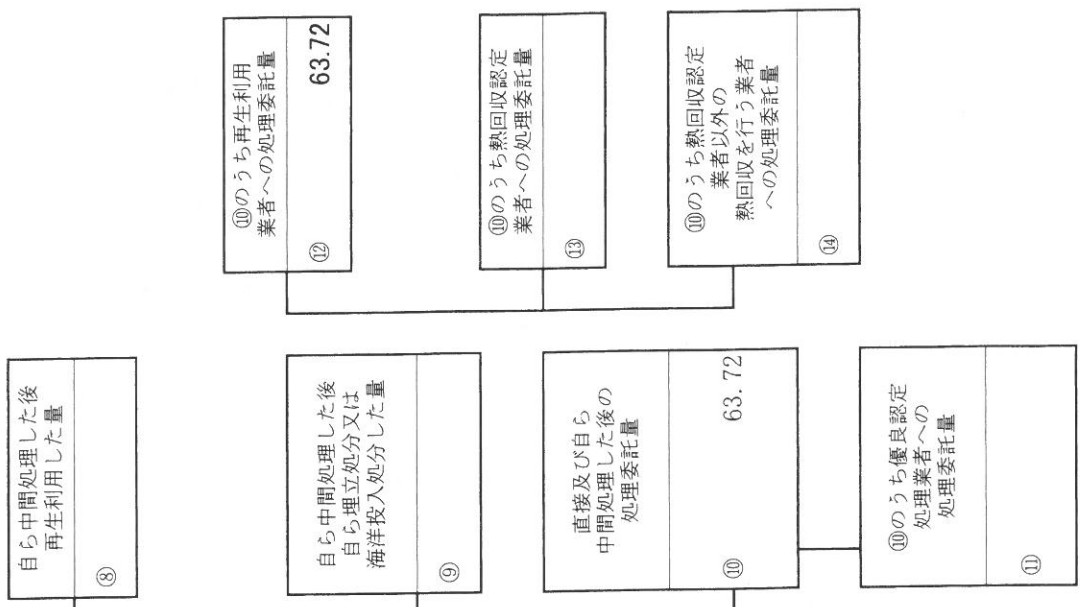 自ら中間処理した後
再生利用した量
⑧
自ら中間処理した後
自ら埋立処分又は
海洋投入処分した量
⑨
直接及び自ら
中間処理した後の
処理委託量
⑩ 63.72
⑩のうち優良認定
処理業者への
処理委託量
⑪
⑩のうち再生利用
業者への処理委託量
⑫ 63.72
⑩のうち熱回収認定
業者への処理委託量
⑬
⑩のうち熱回収認定
業者以外の
熱回収を行う業者
への処理委託量
⑭